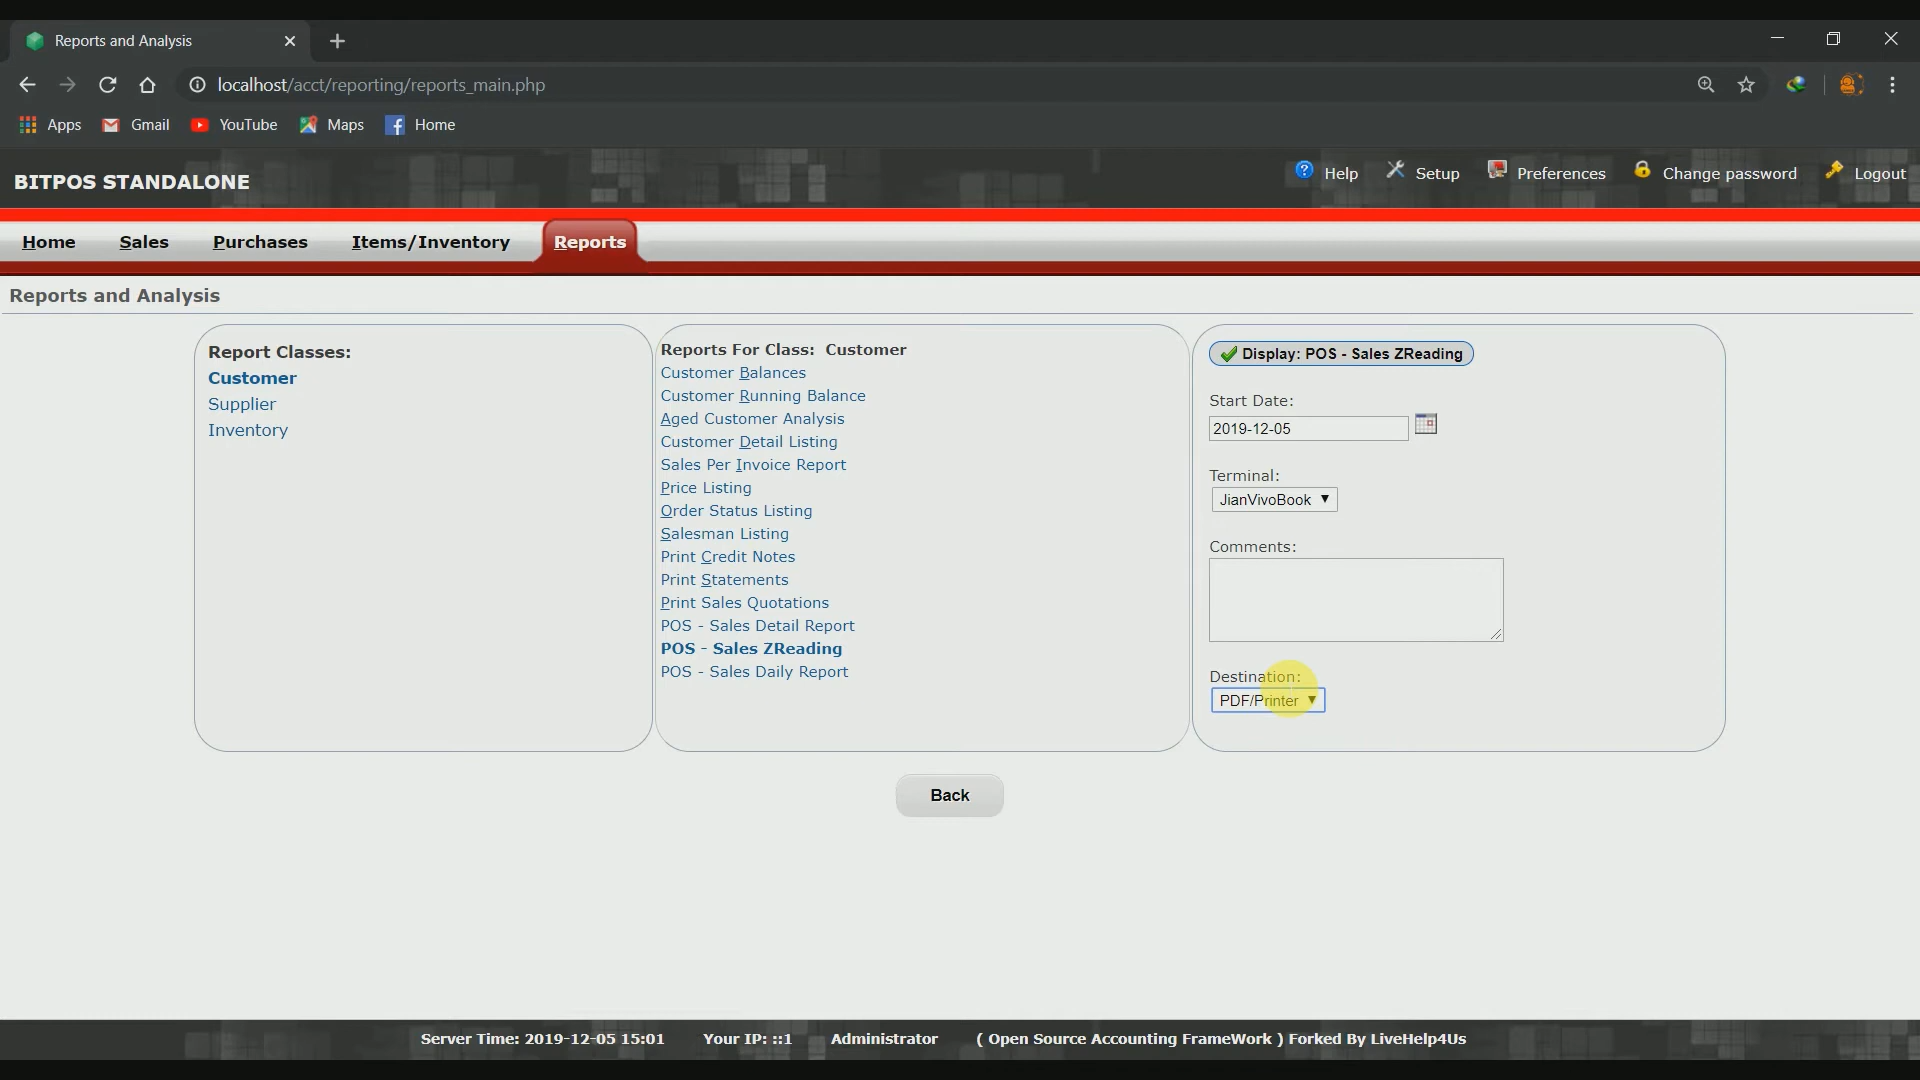 Reports and Analysis
localhost/acct/reporting/reports_main.php
Apps
Gmail
YouTube
Maps
Home
BITPOS STANDALONE
Help
Setup
Preferences
Change password
Logout
Home
Sales
Purchases
Items/Inventory
Reports
Reports and Analysis
Report Classes:
Customer
Supplier
Inventory
Reports For Class: Customer
Customer Balances
Customer Running Balance
Aged Customer Analysis
Customer Detail Listing
Sales Per Invoice Report
Price Listing
Order Status Listing
Salesman Listing
Print Credit Notes
Print Statements
Print Sales Quotations
POS - Sales Detail Report
POS - Sales ZReading
POS - Sales Daily Report
Display: POS - Sales ZReading
Start Date:
2019-12-05
Terminal:
JianVivoBook
Comments:
Destination:
PDF/Printer
Back
Server Time: 2019-12-05 15:01 Your IP: ::1 Administrator ( Open Source Accounting FrameWork ) Forked By LiveHelp4Us